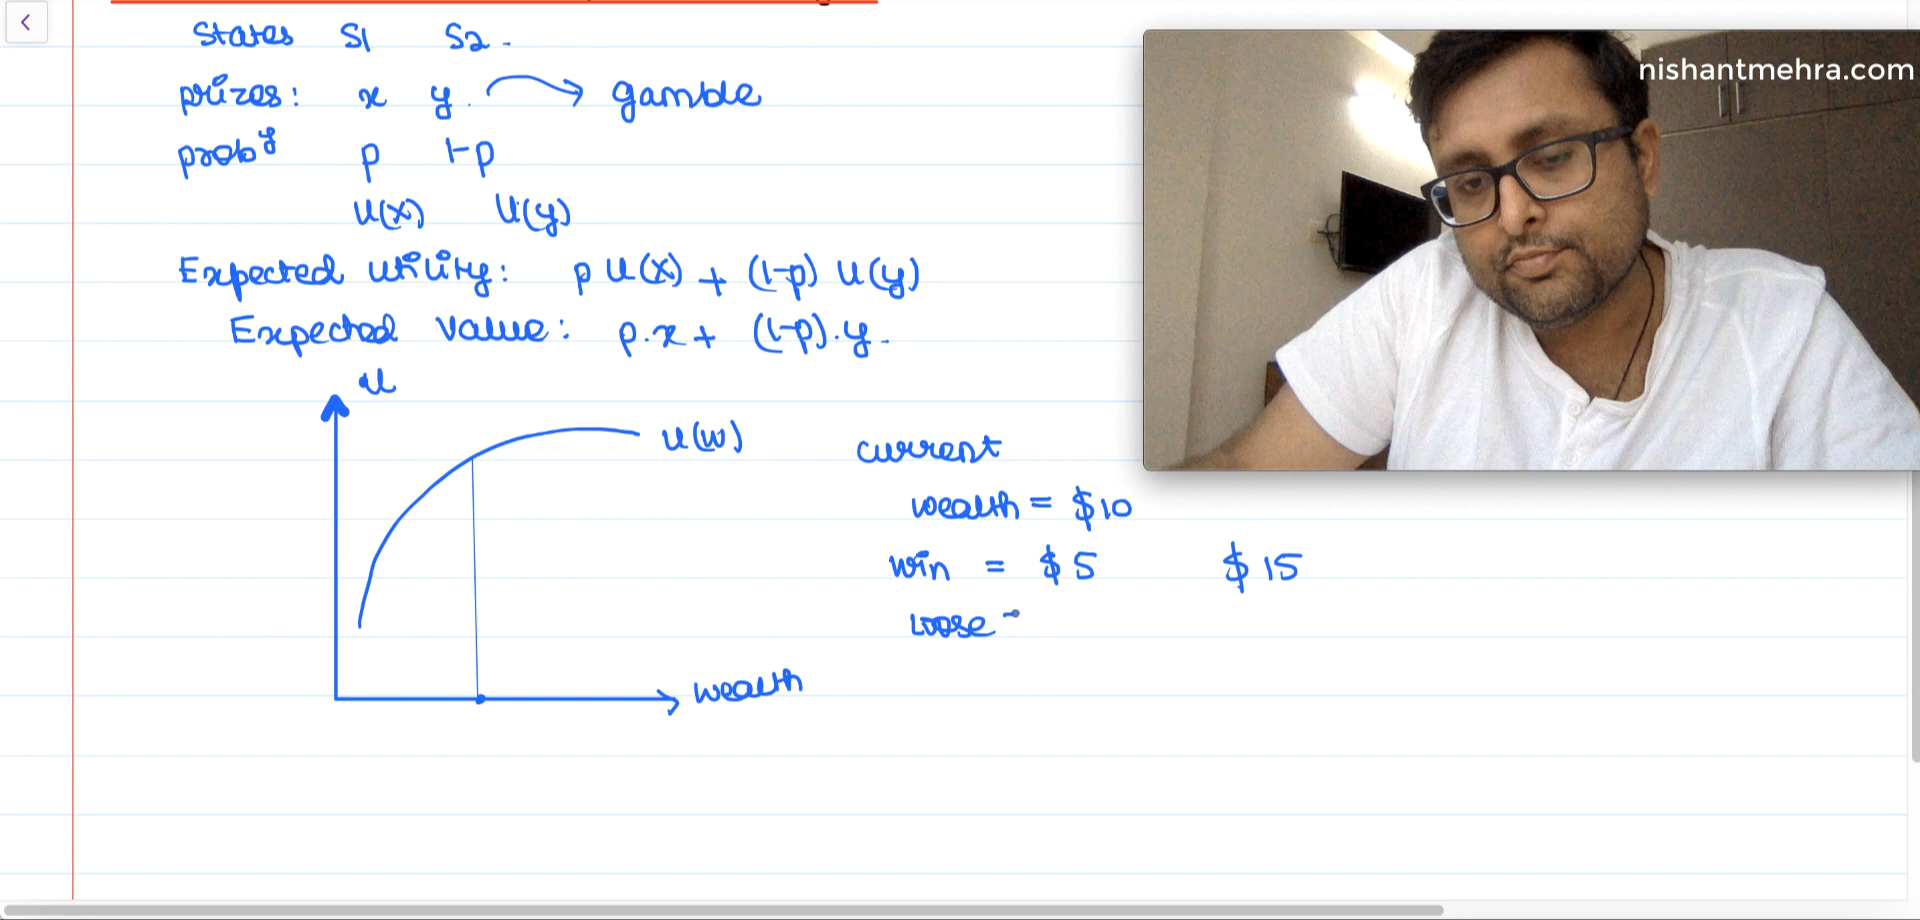 States S1 S2.
prizes: x y. → gamble
prob^y p 1-p
U(x) U(y)
Expected utility: p U(x) + (1-p) U(y)
Expected value: p.x + (1-p).y.
u
u(w)
wealth
current
wealth = $10
win = $5 $15
Loose -
nishantmehra.com